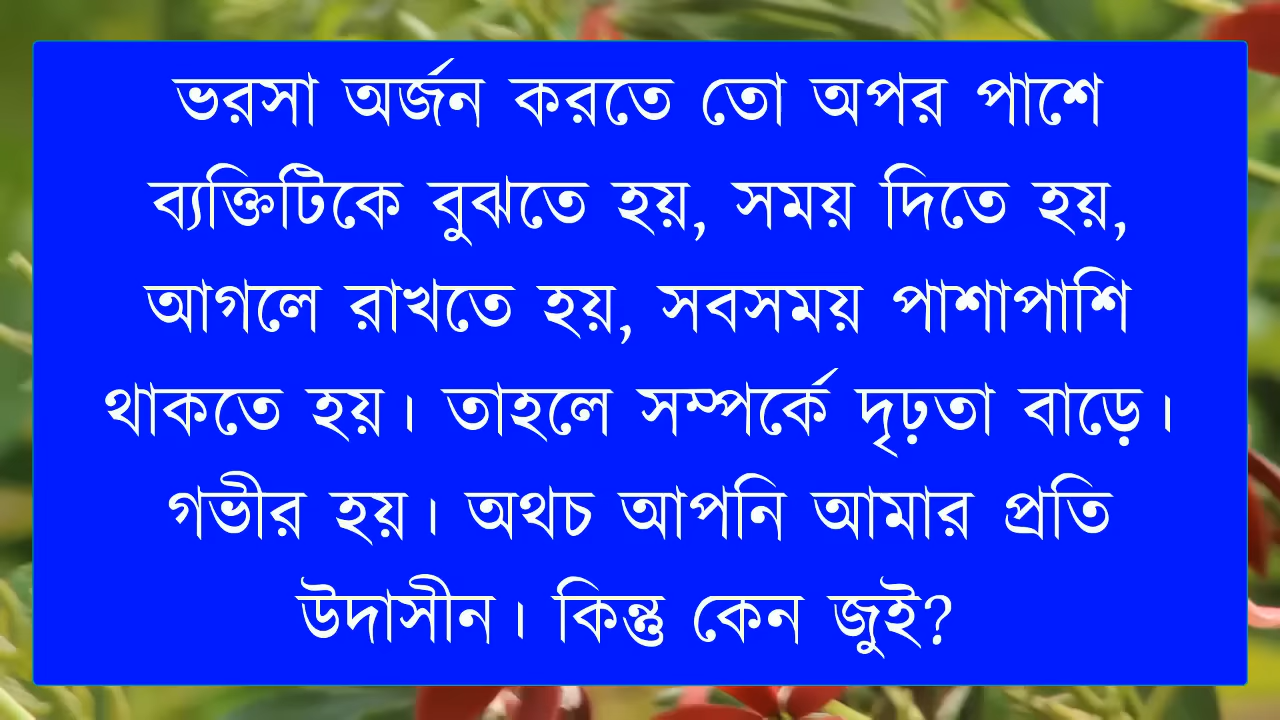 ভরসা অর্জন করতে তো অপর পাশে
ব্যক্তিটিকে বুঝতে হয়, সময় দিতে হয়,
আগলে রাখতে হয়, সবসময় পাশাপাশি
থাকতে হয়। তাহলে সম্পর্কে দৃঢ়তা বাড়ে।
গভীর হয়। অথচ আপনি আমার প্রতি
উদাসীন। কিন্তু কেন জুই?